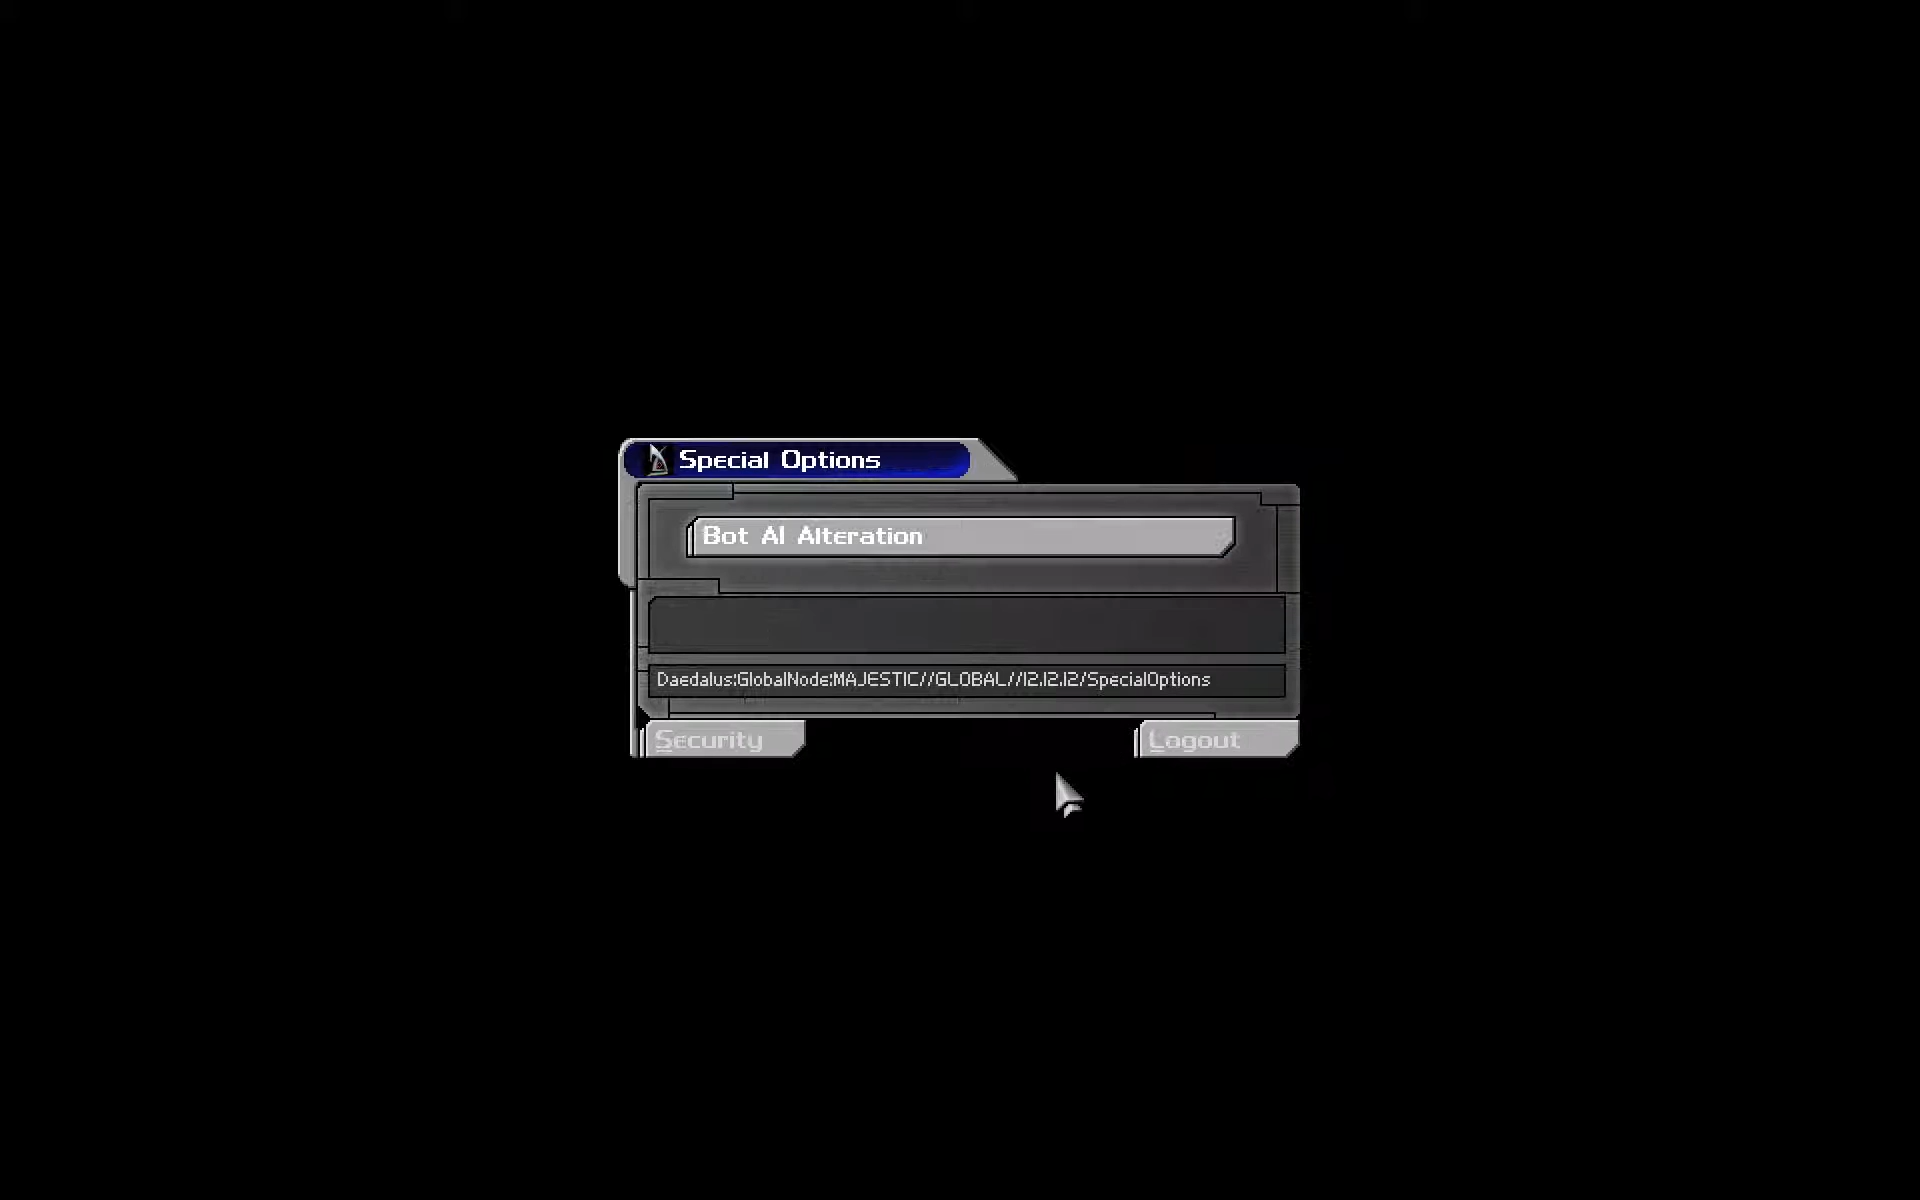 Special Options
Bot AI Alteration
Daedalus:GlobalNode:MAJESTIC//GLOBAL//12.12.12/SpecialOptions
Security
Logout